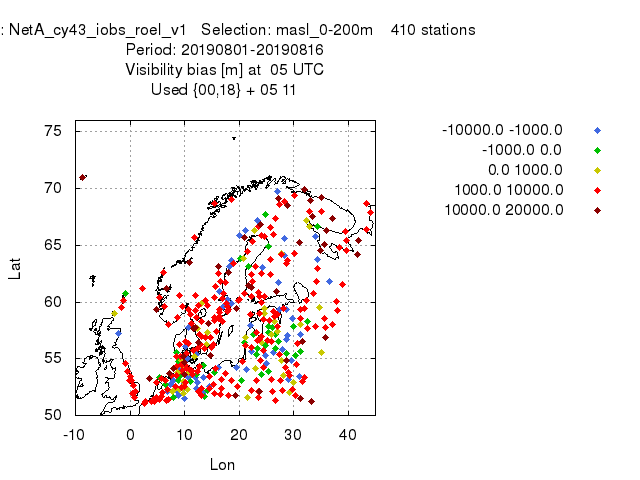 : NetA_cy43_iobs_roel_v1 Selection: masl_0-200m 410 stations
Period: 20190801-20190816
Visibility bias [m] at 05 UTC
Used {00,18} + 05 11
-10000.0 -1000.0
-1000.0 0.0
0.0 1000.0
1000.0 10000.0
10000.0 20000.0
75
70
65
60
55
50
Lat
-10 0 10 20 30 40
Lon